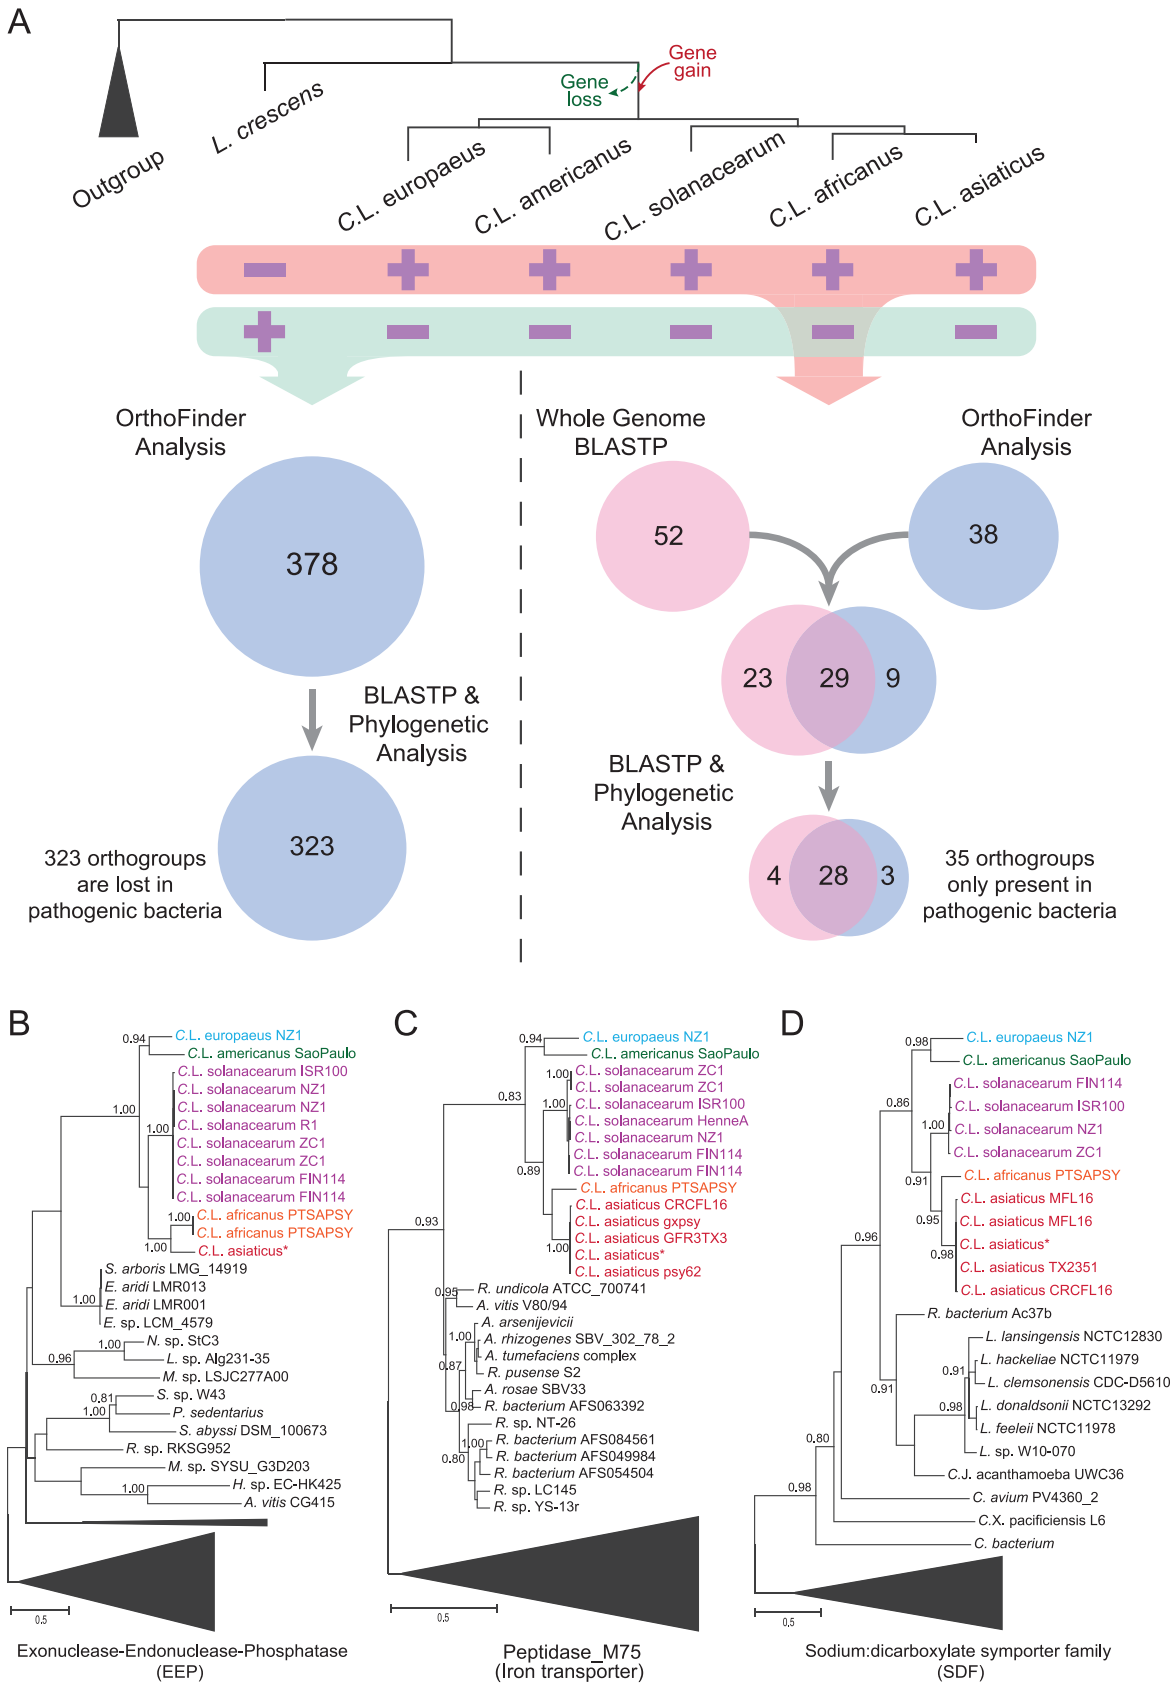 A
Gene
gain
Gene
loss
Outgroup
L. crescens
C.L. europaeus
C.L. americanus
C.L. solanacearum
C.L. africanus
C.L. asiaticus
OrthoFinder
Analysis
378
BLASTP &
Phylogenetic
Analysis
323
323 orthogroups
are lost in
pathogenic bacteria
Whole Genome
BLASTP
OrthoFinder
Analysis
52
38
23
29
9
BLASTP &
Phylogenetic
Analysis
4
28
3
35 orthogroups
only present in
pathogenic bacteria
B
0.94
C.L. europaeus NZ1
C.L. americanus SaoPaulo
C.L. solanacearum ISR100
C.L. solanacearum NZ1
C.L. solanacearum NZ1
1.00
C.L. solanacearum R1
1.00
C.L. solanacearum ZC1
C.L. solanacearum ZC1
C.L. solanacearum FIN114
C.L. solanacearum FIN114
1.00
C.L. africanus PTSAPSY
C.L. africanus PTSAPSY
1.00
C.L. asiaticus*
S. arboris LMG_14919
E. aridi LMR013
1.00
E. aridi LMR001
E. sp. LCM_4579
1.00
N. sp. StC3
0.96
L. sp. Alg231-35
M. sp. LSJC277A00
0.81
S. sp. W43
1.00
P. sedentarius
S. abyssi DSM_100673
R. sp. RKSG952
M. sp. SYSU_G3D203
1.00
H. sp. EC-HK425
A. vitis CG415
0.5
Exonuclease-Endonuclease-Phosphatase
(EEP)
C
0.94
C.L. europaeus NZ1
C.L. americanus SaoPaulo
1.00
C.L. solanacearum ZC1
C.L. solanacearum ZC1
0.83
C.L. solanacearum ISR100
C.L. solanacearum HenneA
C.L. solanacearum NZ1
C.L. solanacearum FIN114
0.89
C.L. solanacearum FIN114
C.L. africanus PTSAPSY
C.L. asiaticus CRCFL16
C.L. asiaticus gxpsy
0.93
C.L. asiaticus GFR3TX3
1.00
C.L. asiaticus*
C.L. asiaticus psy62
0.95
R. undicola ATCC_700741
A. vitis V80/94
A. arsenijevicii
1.00
A. rhizogenes SBV_302_78_2
A. tumefaciens complex
0.87
R. pusense S2
A. rosae SBV33
0.98
R. bacterium AFS063392
R. sp. NT-26
1.00
R. bacterium AFS084561
0.80
R. bacterium AFS049984
R. bacterium AFS054504
R. sp. LC145
R. sp. YS-13r
0.5
Peptidase_M75
(Iron transporter)
D
0.98
C.L. europaeus NZ1
C.L. americanus SaoPaulo
0.86
C.L. solanacearum FIN114
C.L. solanacearum ISR100
1.00
C.L. solanacearum NZ1
C.L. solanacearum ZC1
0.91
C.L. africanus PTSAPSY
C.L. asiaticus MFL16
0.95
C.L. asiaticus MFL16
0.96
C.L. asiaticus*
0.98
C.L. asiaticus TX2351
C.L. asiaticus CRCFL16
R. bacterium Ac37b
L. lansingensis NCTC12830
0.91
L. hackeliae NCTC11979
0.91
L. clemsonensis CDC-D5610
0.98
L. donaldsonii NCTC13292
L. feeleii NCTC11978
0.80
L. sp. W10-070
C.J. acanthamoeba UWC36
0.98
C. avium PV4360_2
C.X. pacificiensis L6
C. bacterium
0.5
Sodium:dicarboxylate symporter family
(SDF)